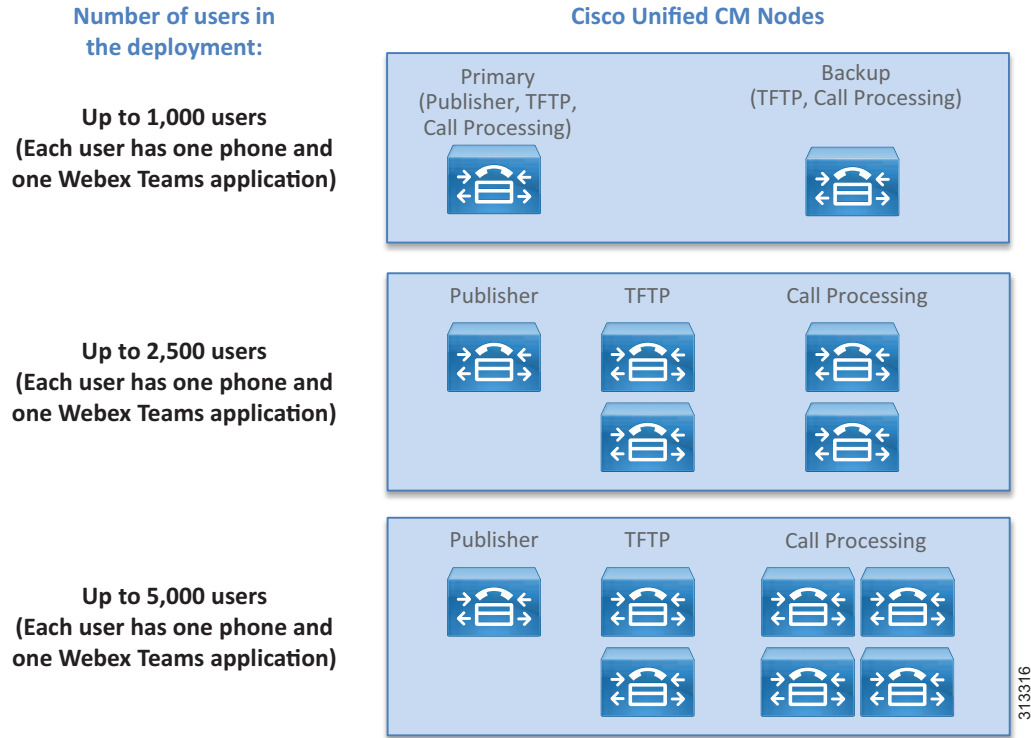 Number of users in
the deployment:
Cisco Unified CM Nodes
Up to 1,000 users
(Each user has one phone and
one Webex Teams application)
Primary
(Publisher, TFTP,
Call Processing)
Backup
(TFTP, Call Processing)
Up to 2,500 users
(Each user has one phone and
one Webex Teams application)
Publisher
TFTP
Call Processing
Up to 5,000 users
(Each user has one phone and
one Webex Teams application)
Publisher
TFTP
Call Processing
313316